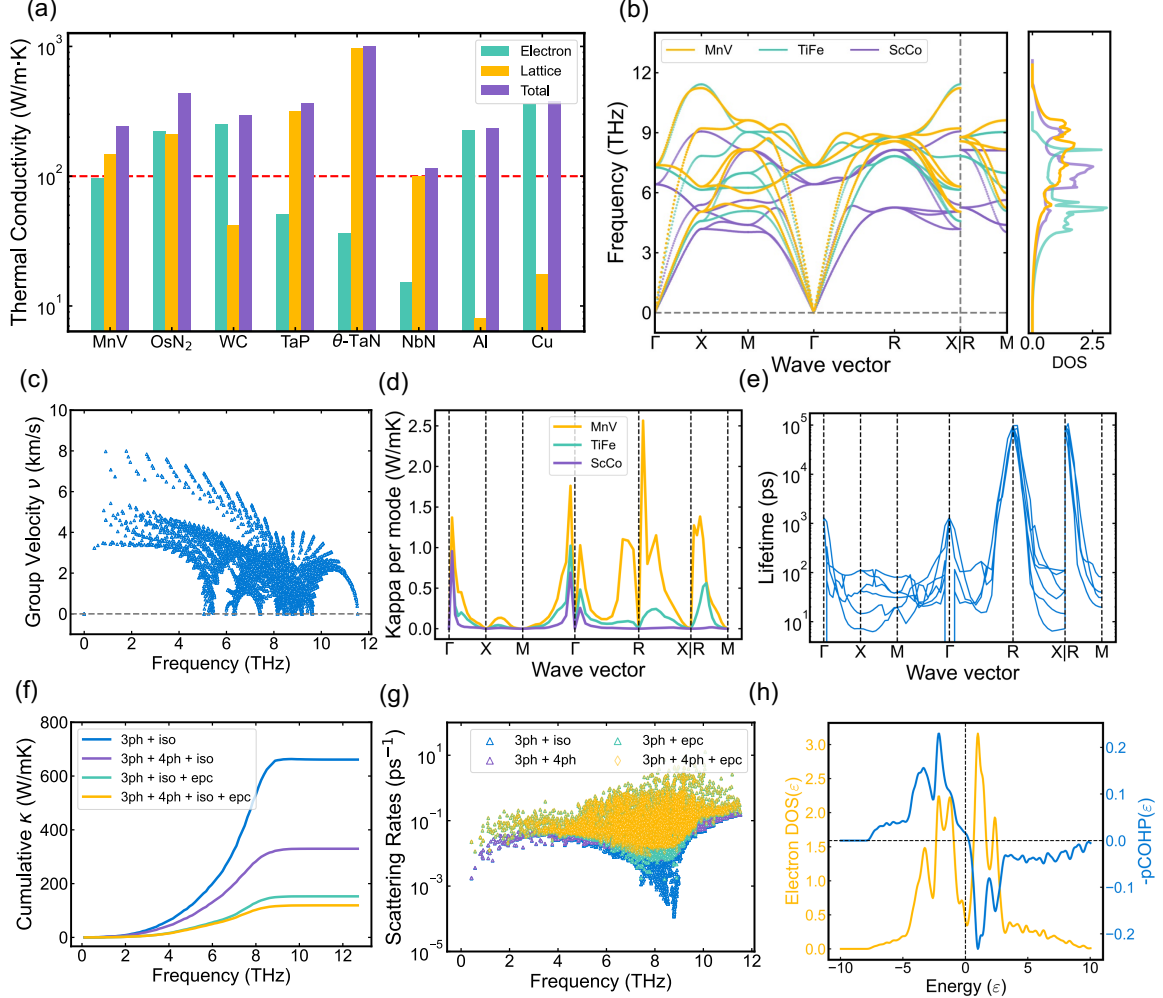 (a)
Thermal Conductivity (W/m·K)
10³
10²
10¹
Electron
Lattice
Total
MnV OsN₂ WC TaP θ-TaN NbN Al Cu
(b)
Frequency (THz)
12
9
6
3
0
MnV TiFe ScCo
Γ X M Γ R X|R M
Wave vector
0.0 2.5
DOS
(c)
Group Velocity ν (km/s)
10
8
6
4
2
0
0 2 4 6 8 10 12
Frequency (THz)
(d)
Kappa per mode (W/mK)
2.5
2.0
1.5
1.0
0.5
0.0
MnV
TiFe
ScCo
Γ X M Γ R X|R M
Wave vector
(e)
Lifetime (ps)
10⁵
10⁴
10³
10²
10¹
Γ X M Γ R X|R M
Wave vector
(f)
Cumulative κ (W/mK)
800
600
400
200
0
3ph + iso
3ph + 4ph + iso
3ph + iso + epc
3ph + 4ph + iso + epc
0 2 4 6 8 10 12
Frequency (THz)
(g)
Scattering Rates (ps⁻¹)
10¹
10⁻¹
10⁻³
10⁻⁵
3ph + iso 3ph + epc
3ph + 4ph 3ph + 4ph + epc
0 2 4 6 8 10 12
Frequency (THz)
(h)
Electron DOS(ε)
3.0
2.5
2.0
1.5
1.0
0.5
0.0
-10 -5 0 5 10
Energy (ε)
0.2
0.1
0.0
-0.1
-0.2
-pCOHP(ε)